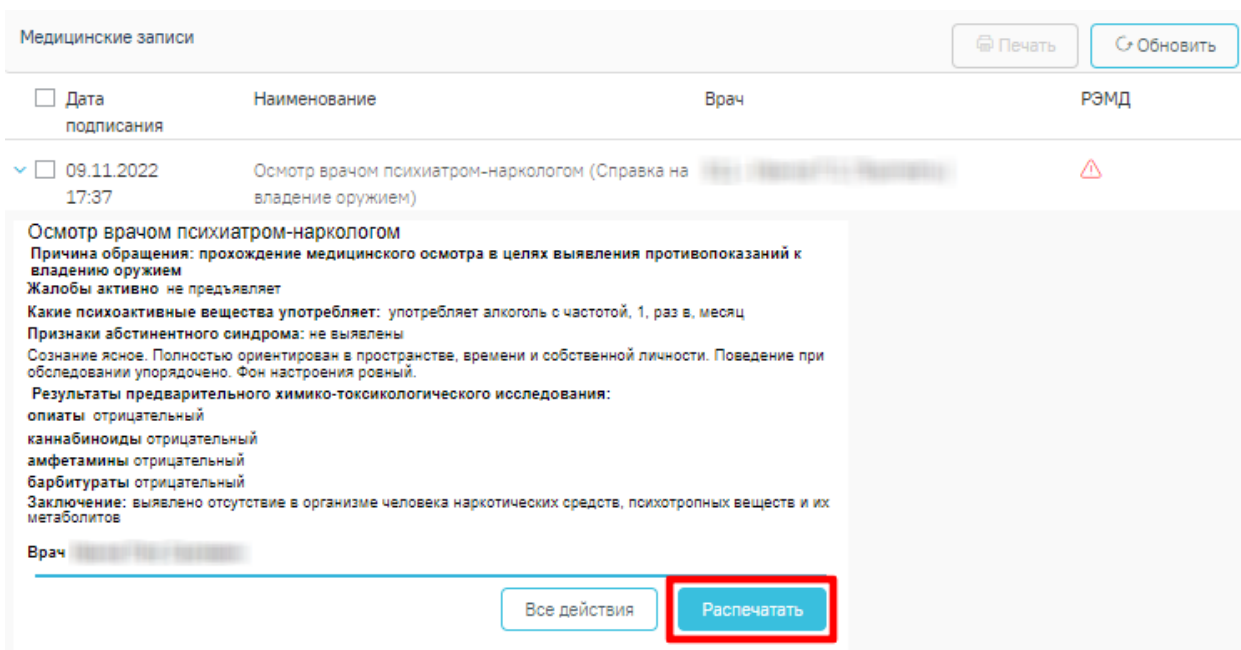 Медицинские записи
Печать
Обновить
Дата подписания
Наименование
Врач
РЭМД
09.11.2022
17:37
Осмотр врачом психиатром-наркологом (Справка на
владение оружием)
Осмотр врачом психиатром-наркологом
Причина обращения: прохождение медицинского осмотра в целях выявления противопоказаний к
владению оружием
Жалобы активно не предъявляет
Какие психоактивные вещества употребляет: употребляет алкоголь с частотой, 1, раз в, месяц
Признаки абстинентного синдрома: не выявлены
Сознание ясное. Полностью ориентирован в пространстве, времени и собственной личности. Поведение при
обследовании упорядочено. Фон настроения ровный.
Результаты предварительного химико-токсикологического исследования:
опиаты отрицательный
каннабиноиды отрицательный
амфетамины отрицательный
барбитураты отрицательный
Заключение: выявлено отсутствие в организме человека наркотических средств, психотропных веществ и их
метаболитов
Врач
Все действия
Распечатать